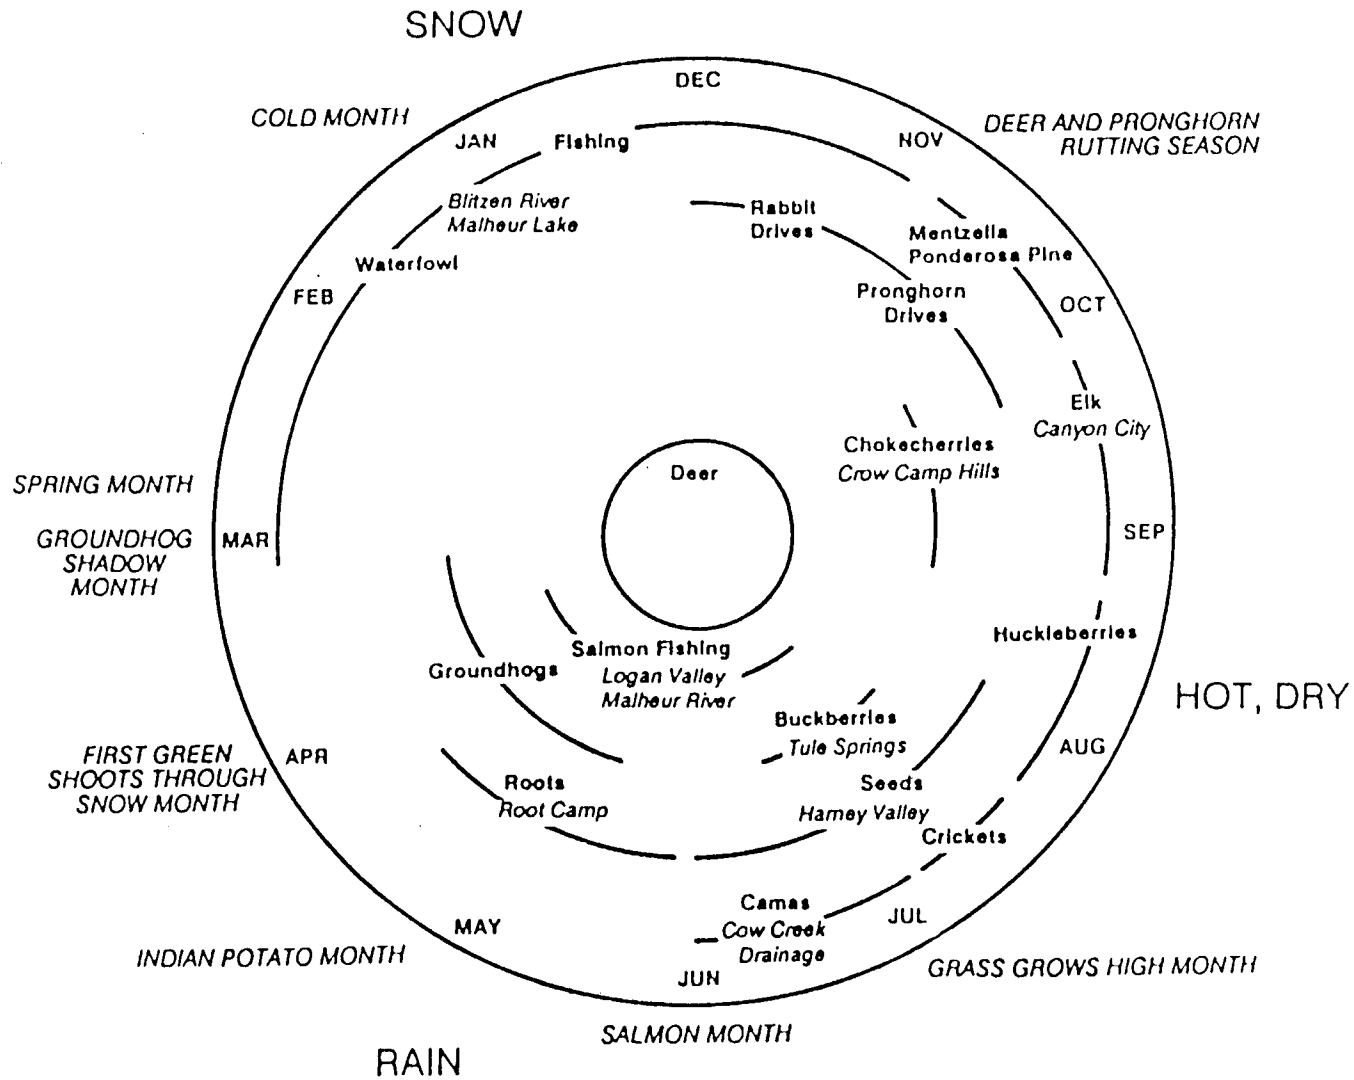 SNOW
DEC
COLD MONTH
JAN
Fishing
NOV
DEER AND PRONGHORN
RUTTING SEASON
Blitzen River
Malheur Lake
Rabbit
Drives
Mentzella
Ponderosa Pine
Waterfowl
FEB
Pronghorn
Drives
OCT
Elk
Canyon City
Chokecherries
Crow Camp Hills
Deer
SPRING MONTH
GROUNDHOG
SHADOW
MONTH
MAR
SEP
Huckleberries
Salmon Fishing
Logan Valley
Malheur River
Groundhogs
HOT, DRY
Buckberries
Tule Springs
AUG
FIRST GREEN
SHOOTS THROUGH
SNOW MONTH
APR
Roots
Root Camp
Seeds
Harney Valley
Crickets
Camas
Cow Creek
Drainage
JUL
MAY
INDIAN POTATO MONTH
GRASS GROWS HIGH MONTH
JUN
SALMON MONTH
RAIN